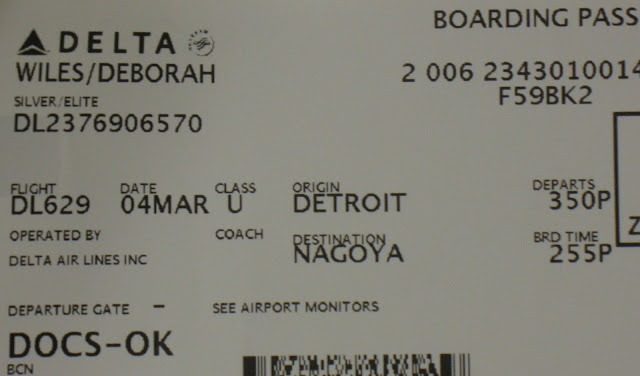 BOARDING PASS
DELTA
WILES/DEBORAH
2 006 2343010014
F59BK2
SILVER/ELITE
DL2376906570
FLIGHT DATE CLASS ORIGIN DEPARTS
DL629 04MAR U DETROIT 350P
OPERATED BY COACH DESTINATION BRD TIME
DELTA AIR LINES INC NAGOYA 255P
DEPARTURE GATE – SEE AIRPORT MONITORS
DOCS-OK
BCN